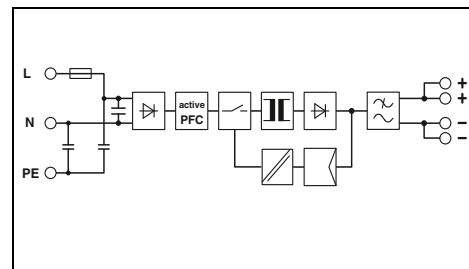 L
active
PFC
N
PE
+
+
–
–